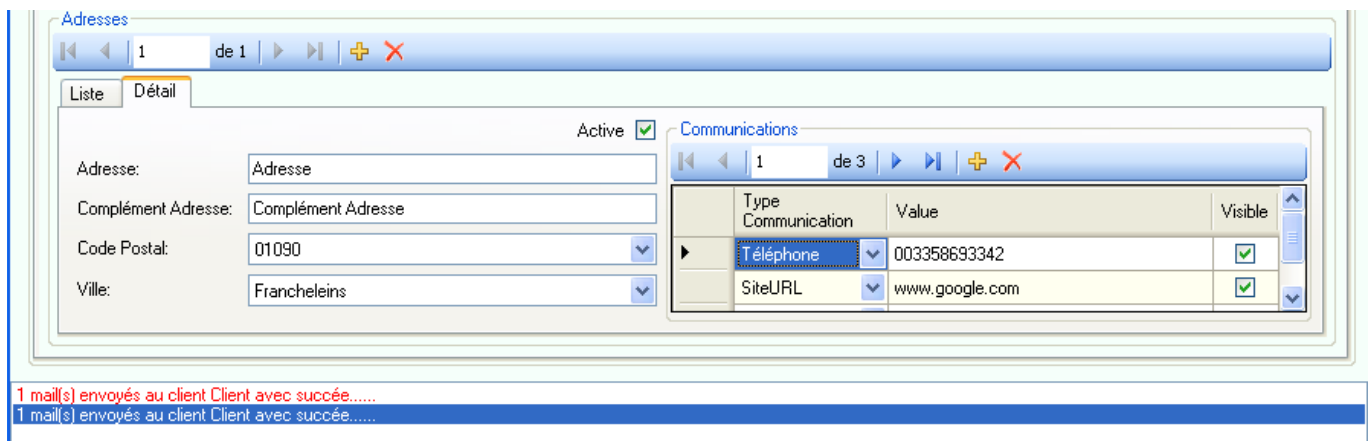 Adresses
1 de 1
Liste Détail
Active
Adresse: Adresse
Complément Adresse: Complément Adresse
Code Postal: 01090
Ville: Francheleins
Communications
1 de 3
Type Communication Value Visible
Téléphone 003358693342
SiteURL www.google.com
1 mail(s) envoyés au client Client avec succée......
1 mail(s) envoyés au client Client avec succée......